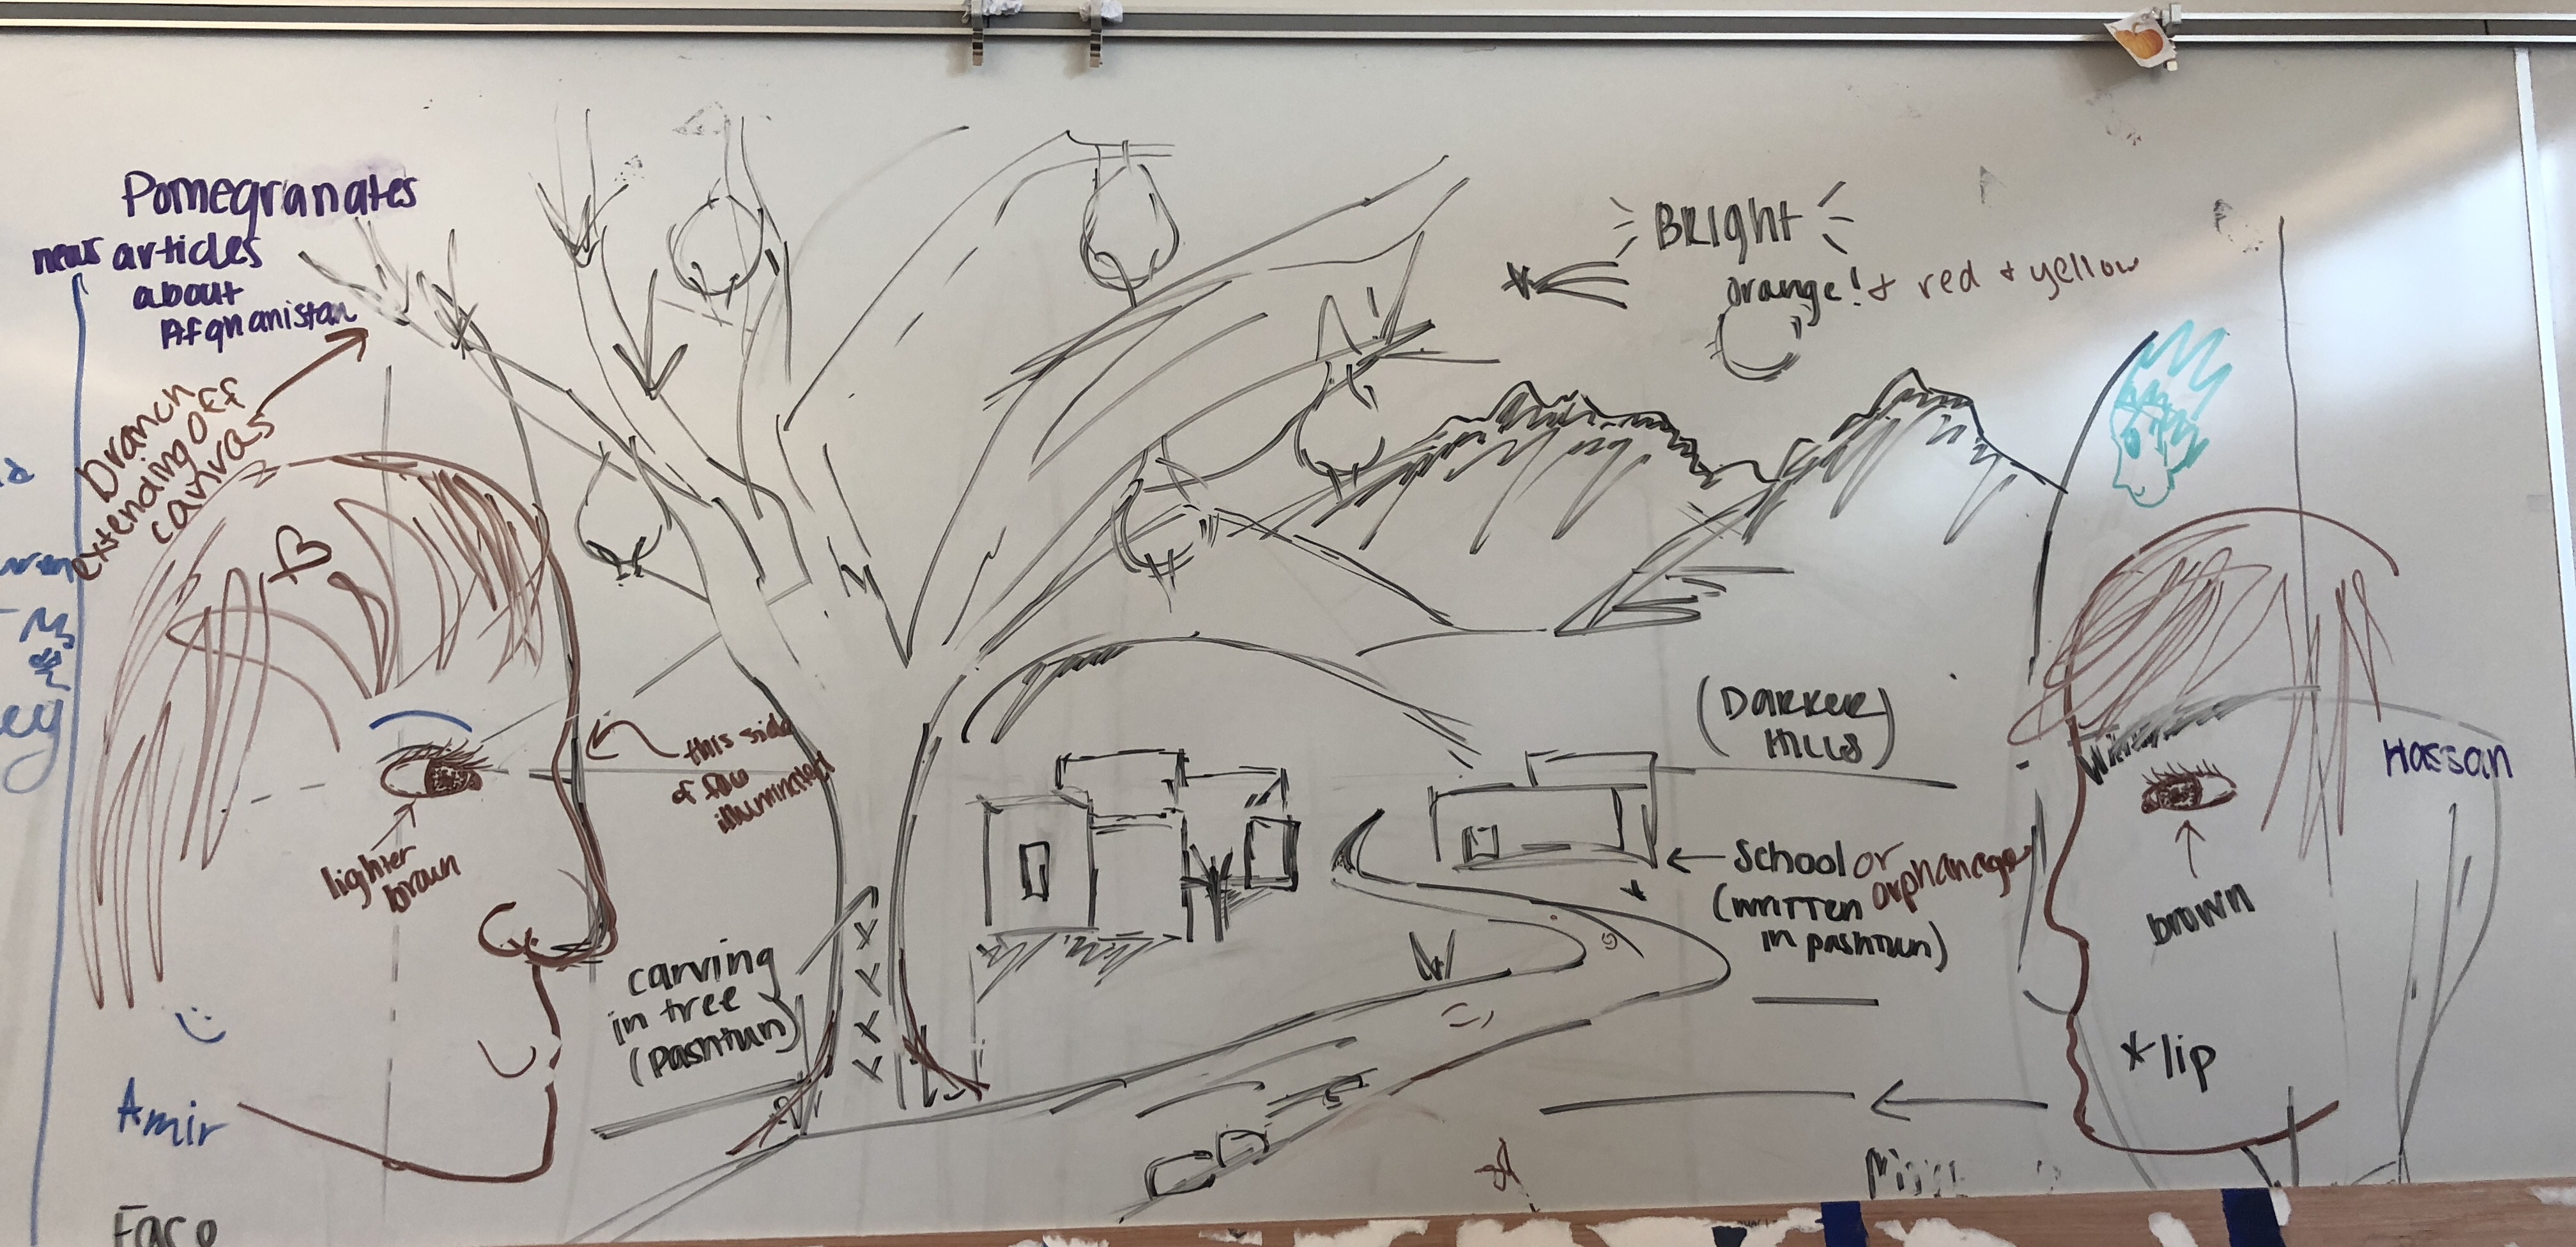 Pomegranates
news articles
about
Afghanistan
branch
extending off
canvas
BRIGHT
orange! + red + yellow
this side
of face
illuminated
lighter
brown
(DARKER
HILLS)
School or
orphanage
(WRITTEN
in pashtun)
carving
in tree
(pashtun)
Hassan
brown
*lip
Amir
Face